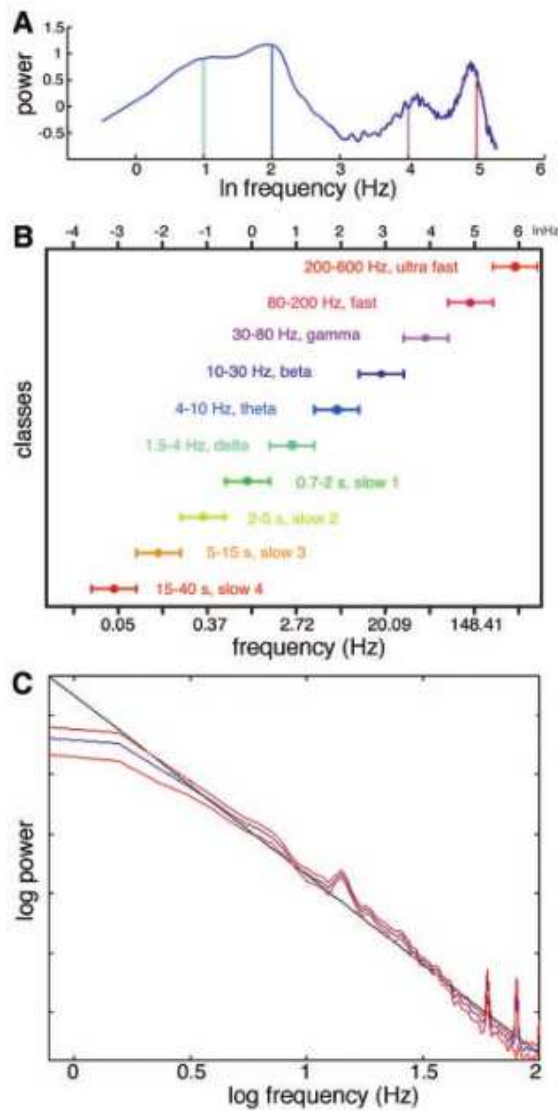 A
power
1.5
1
0.5
0
-0.5
0 1 2 3 4 5 6
ln frequency (Hz)
B
-4 -3 -2 -1 0 1 2 3 4 5 6 lnHz
classes
200-600 Hz, ultra fast
80-200 Hz, fast
30-80 Hz, gamma
10-30 Hz, beta
4-10 Hz, theta
1.5-4 Hz, delta
0.7-2 s, slow 1
2-5 s, slow 2
5-15 s, slow 3
15-40 s, slow 4
0.05 0.37 2.72 20.09 148.41
frequency (Hz)
C
log power
0 0.5 1 1.5 2
log frequency (Hz)